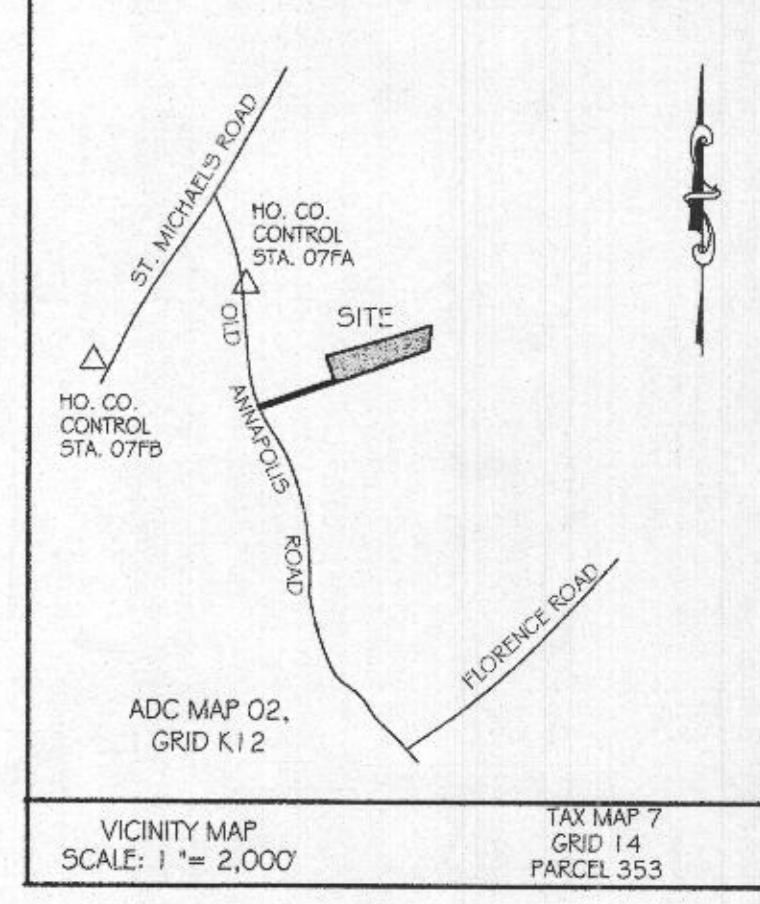 ST. MICHAEL'S ROAD
HO. CO.
CONTROL
STA. 07FA
OLD
SITE
HO. CO.
CONTROL
STA. 07FB
ANNAPOLIS
ROAD
FLORENCE ROAD
ADC MAP 02,
GRID K12
VICINITY MAP
SCALE: 1 "= 2,000'
TAX MAP 7
GRID 14
PARCEL 353